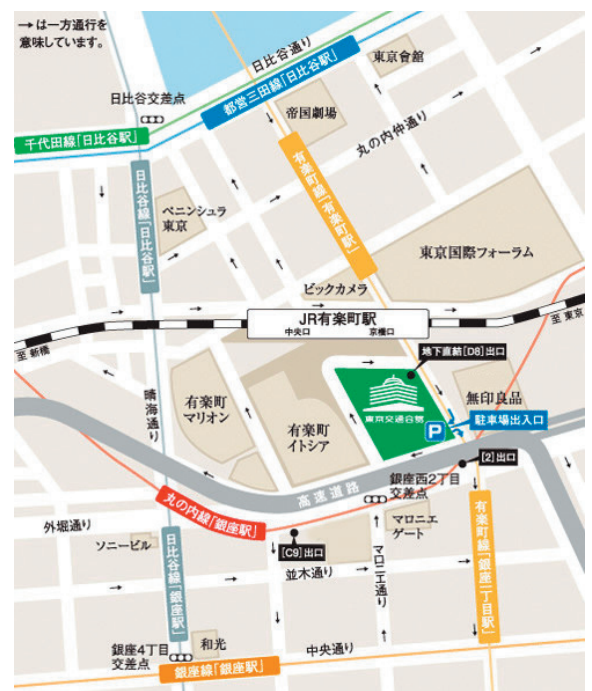 →は一方通行を
意味しています。
日比谷通り
都営三田線「日比谷駅」
東京會舘
日比谷交差点
帝国劇場
千代田線「日比谷駅」
丸の内仲通り
有楽町線「有楽町駅」
日比谷線「日比谷駅」
ペニンシュラ
東京
東京国際フォーラム
ビックカメラ
JR有楽町駅
中央口
京橋口
至 東京
至 新橋
地下直結[D8]出口
晴海通り
有楽町
マリオン
有楽町
イトシア
東京交通会館
無印良品
P
駐車場出入口
[2]出口
高速道路
銀座西2丁目
交差点
丸の内線「銀座駅」
外堀通り
マロニエ
ゲート
有楽町線「銀座一丁目駅」
ソニービル
日比谷線「銀座駅」
[C9]出口
並木通り
マロニエ通り
和光
中央通り
銀座4丁目
交差点
銀座線「銀座駅」